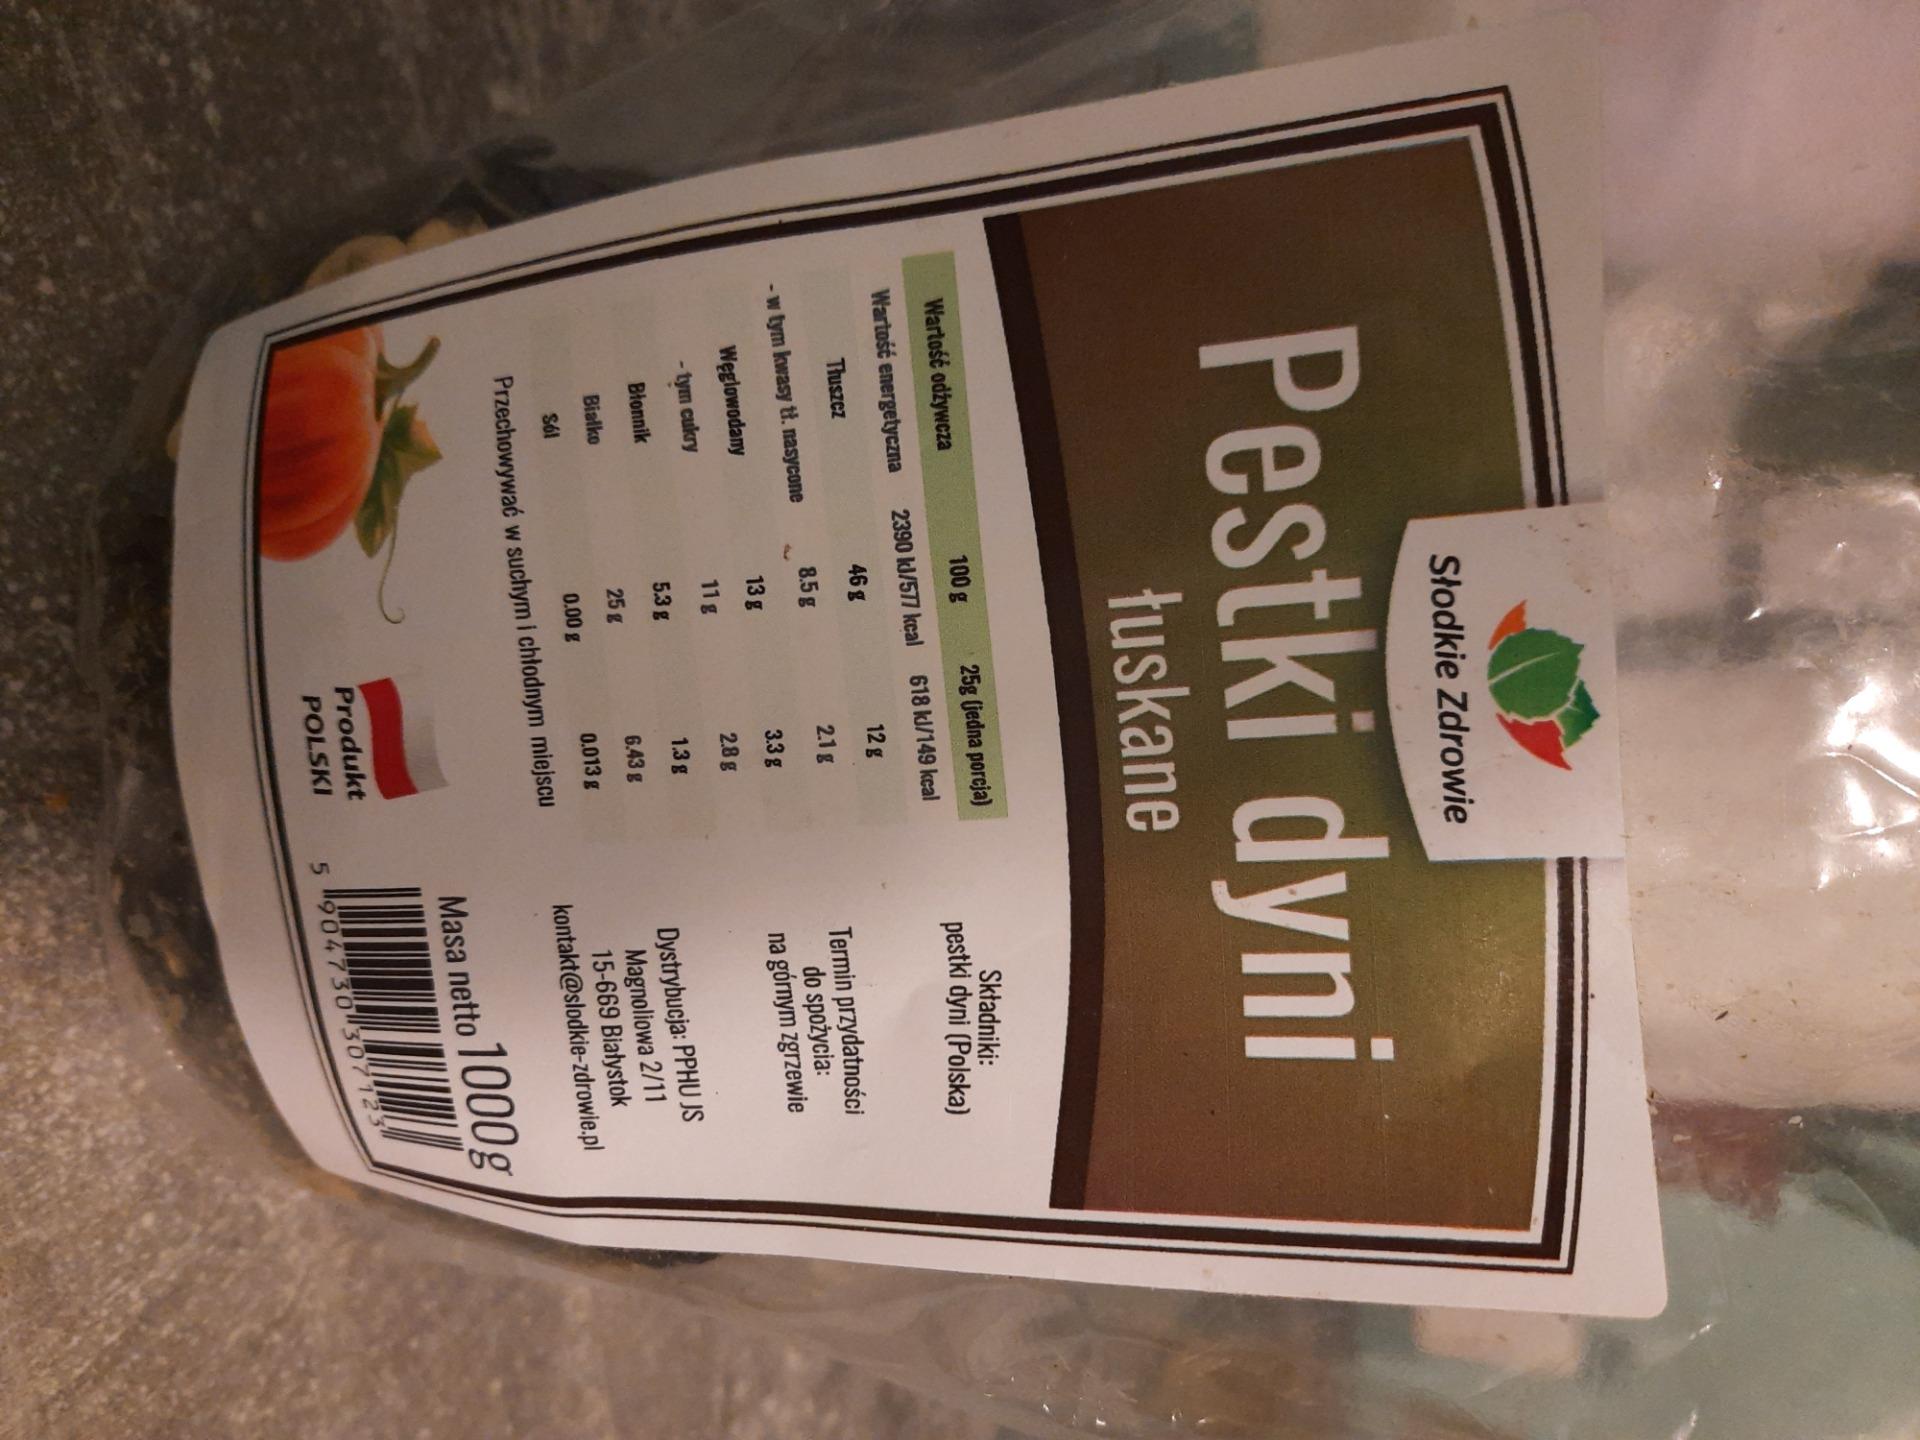 Słodkie Zdrowie
Pestki dyni
łuskane
Wartość odżywcza 100 g 25g (jedna porcja)
Wartość energetyczna 2390 kJ/577 kcal 618 kJ/149 kcal
Tłuszcz 46 g 12 g
- w tym kwasy tł. nasycone 8.5 g 2.1 g
Węglowodany 13 g 3.3 g
- tym cukry 11 g 2.8 g
Błonnik 5.3 g 1.3 g
Białko 25 g 6.43 g
Sól 0.00 g 0.013 g
Przechowywać w suchym i chłodnym miejscu
Składniki:
pestki dyni (Polska)
Termin przydatności
do spożycia:
na górnym zgrzewie
Dystrybucja: PPHU JS
Magnoliowa 2/11
15-669 Białystok
kontakt@slodkie-zdrowie.pl
Produkt
POLSKI
Masa netto 1000 g
5 904730 307123